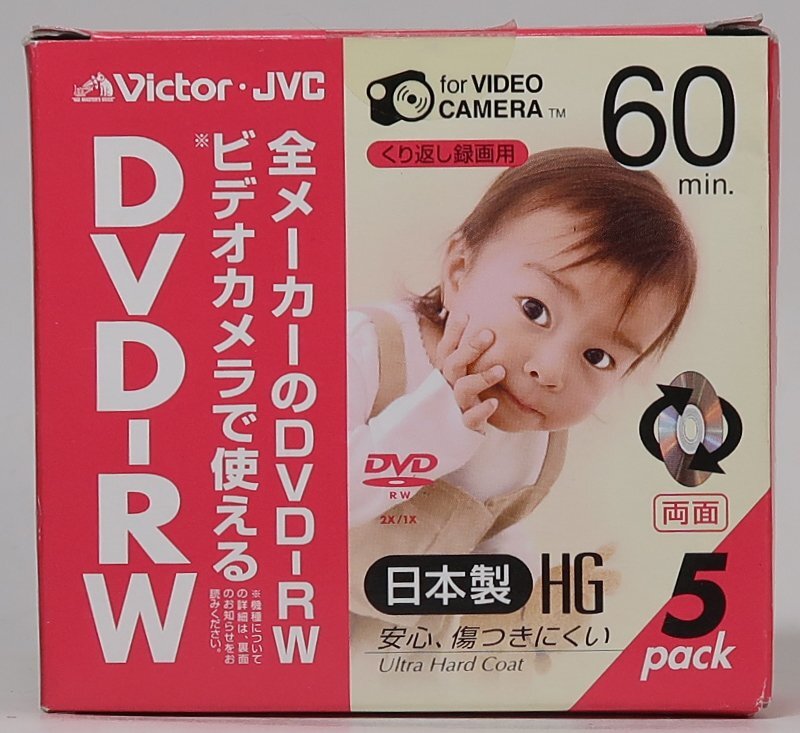 Victor・JVC
"HIS MASTER'S VOICE"
DVD-RW
全メーカーのDVD-RW
※ビデオカメラで使える
※機種について
の詳細は、裏面
のお知らせをお
読みください。
for VIDEO
CAMERA™
くり返し録画用
60
min.
DVD
RW
2X/1X
両面
日本製 HG
安心、傷つきにくい
Ultra Hard Coat
5
pack